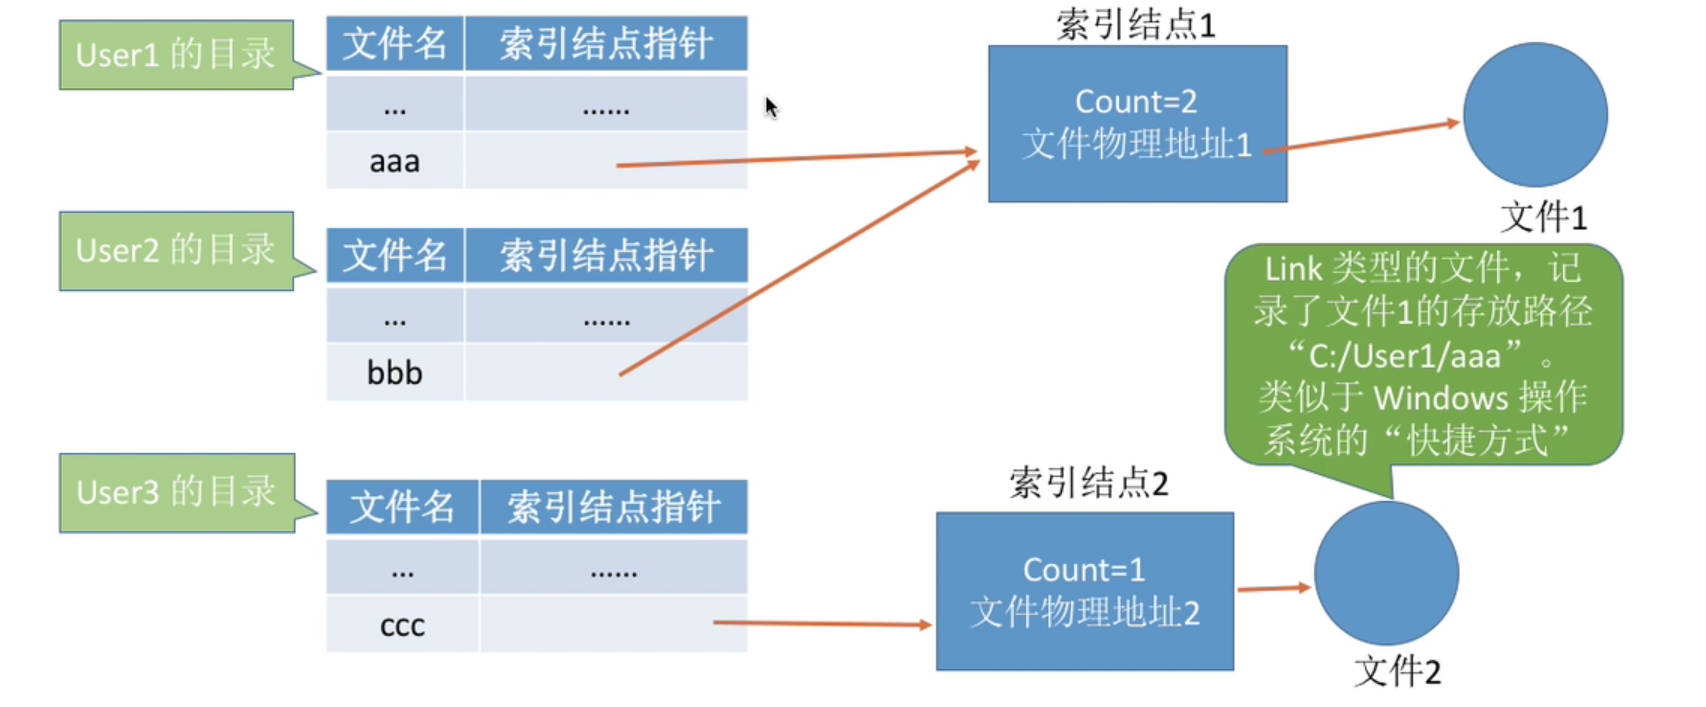 User1 的目录
文件名 索引结点指针
... ......
aaa
User2 的目录
文件名 索引结点指针
... ......
bbb
User3 的目录
文件名 索引结点指针
... ......
ccc
索引结点1
Count=2
文件物理地址1
文件1
Link 类型的文件，记
录了文件1的存放路径
“C:/User1/aaa”。
类似于 Windows 操作
系统的“快捷方式”
索引结点2
Count=1
文件物理地址2
文件2